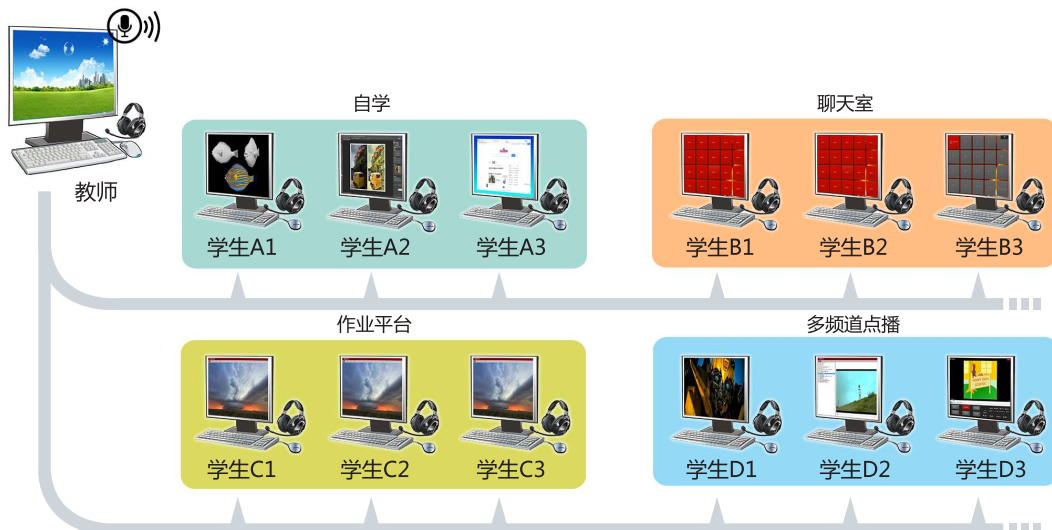 教师
自学
学生A1 学生A2 学生A3
聊天室
学生B1 学生B2 学生B3
作业平台
学生C1 学生C2 学生C3
多频道点播
学生D1 学生D2 学生D3